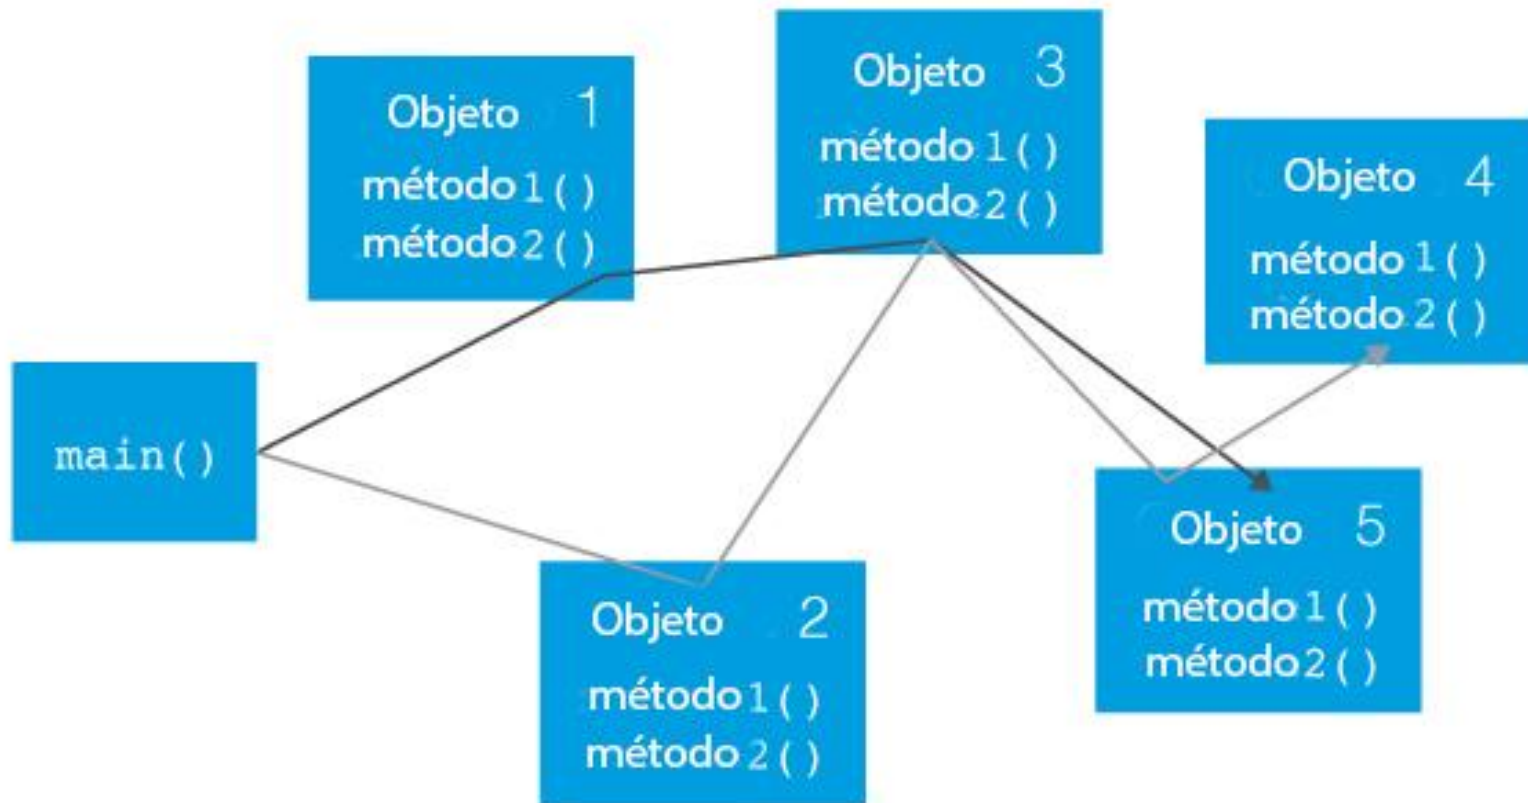 Objeto 1
método 1()
método 2()
Objeto 3
método 1()
método 2()
Objeto 4
método 1()
método 2()
main()
Objeto 2
método 1()
método 2()
Objeto 5
método 1()
método 2()